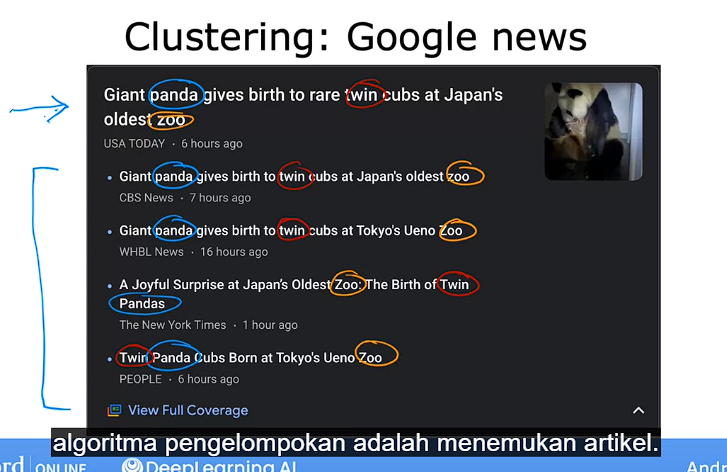 Clustering: Google news
Giant panda gives birth to rare twin cubs at Japan's
oldest zoo
USA TODAY · 6 hours ago
• Giant panda gives birth to twin cubs at Japan's oldest zoo
CBS News · 7 hours ago
• Giant panda gives birth to twin cubs at Tokyo's Ueno Zoo
WHBL News · 16 hours ago
• A Joyful Surprise at Japan's Oldest Zoo: The Birth of Twin
Pandas
The New York Times · 1 hour ago
• Twin Panda Cubs Born at Tokyo's Ueno Zoo
PEOPLE · 6 hours ago
View Full Coverage
algoritma pengelompokan adalah menemukan artikel.
ONLINE DeepLearning.AI